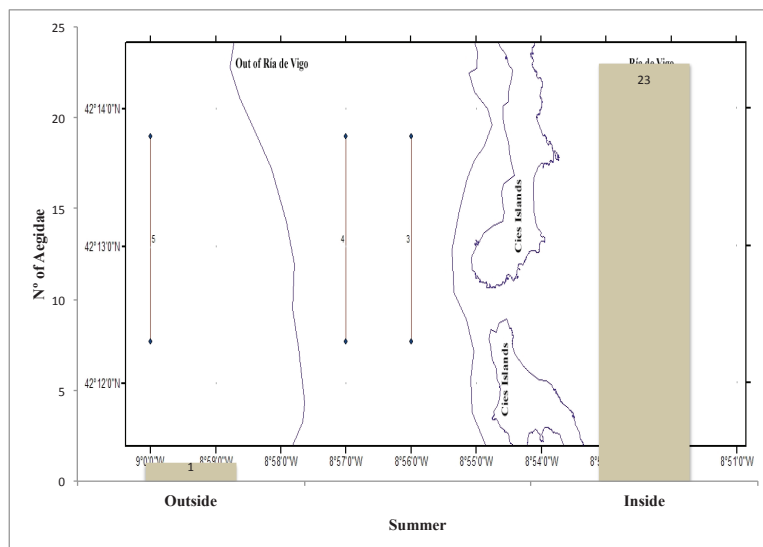 25
Out of Ría de Vigo
Ría de Vigo
23
42°14'0"N
20
15
Cies Islands
42°13'0"N
5
4
3
Nº of Aegidae
10
Cies Islands
42°12'0"N
5
0
9°0'0"W 8°59'0"W 8°58'0"W 8°57'0"W 8°56'0"W 8°55'0"W 8°54'0"W 8°51'0"W
1
Outside Inside
Summer